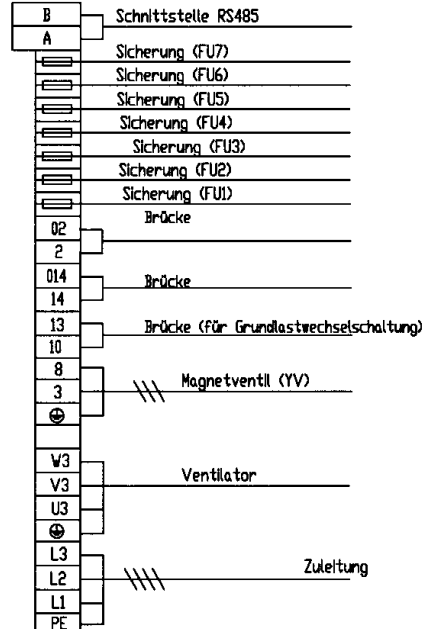 B
Schnittstelle RS485
A
Sicherung (FU7)
Sicherung (FU6)
Sicherung (FU5)
Sicherung (FU4)
Sicherung (FU3)
Sicherung (FU2)
Sicherung (FU1)
Brücke
02
2
014
Brücke
14
13
Brücke (für Grundlastwechselschaltung)
10
8
Magnetventil (YV)
3
W3
V3
Ventilator
U3
L3
Zuleitung
L2
L1
PE